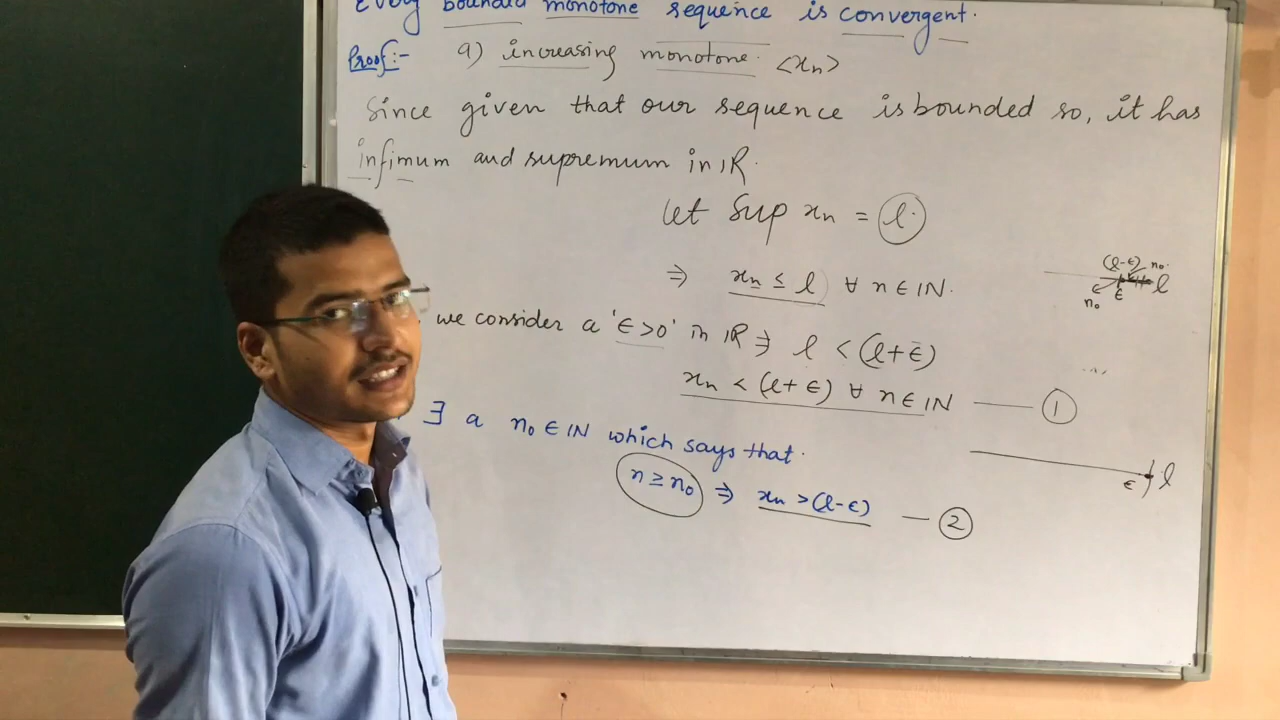 Every bounded monotone sequence is convergent.
Proof:- a) increasing monotone. <xn>
Since given that our sequence is bounded so, it has
infimum and supremum in IR.
let Sup xn = l.
⇒ xn ≤ l ∀ n ∈ IN.
we consider a 'ϵ>0' in IR ∋ l < (l+ϵ)
xn < (l+ϵ) ∀ n ∈ IN — 1
∃ a n₀ ∈ IN which says that.
n ≥ n₀ ⇒ xn > (l-ϵ) — 2
(l-ϵ) n₀.
n₀ ϵ l
ϵ l